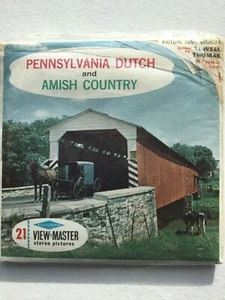 PENNSYLVANIA DUTCH
and
AMISH COUNTRY
LOWELL
THOMAS
21
VIEW-MASTER
stereo pictures